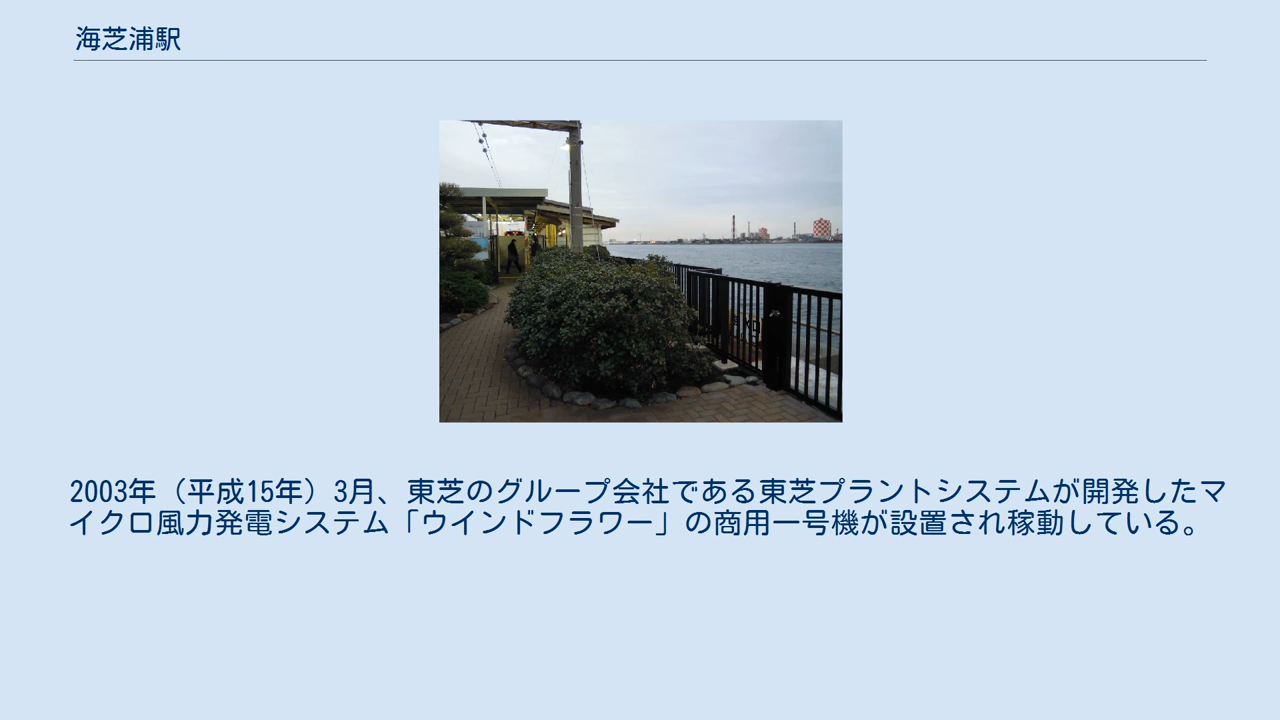 海芝浦駅
2003年（平成15年）3月、東芝のグループ会社である東芝プラントシステムが開発したマ
イクロ風力発電システム「ウインドフラワー」の商用一号機が設置され稼動している。